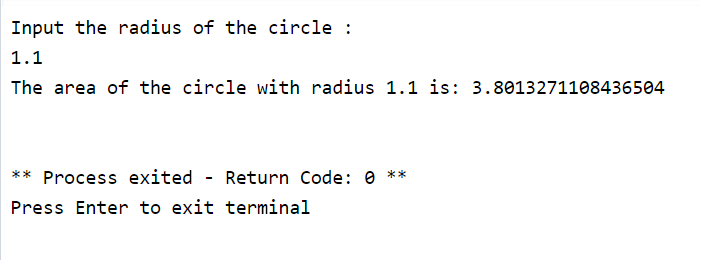 Input the radius of the circle :
1.1
The area of the circle with radius 1.1 is: 3.8013271108436504
** Process exited - Return Code: 0 **
Press Enter to exit terminal